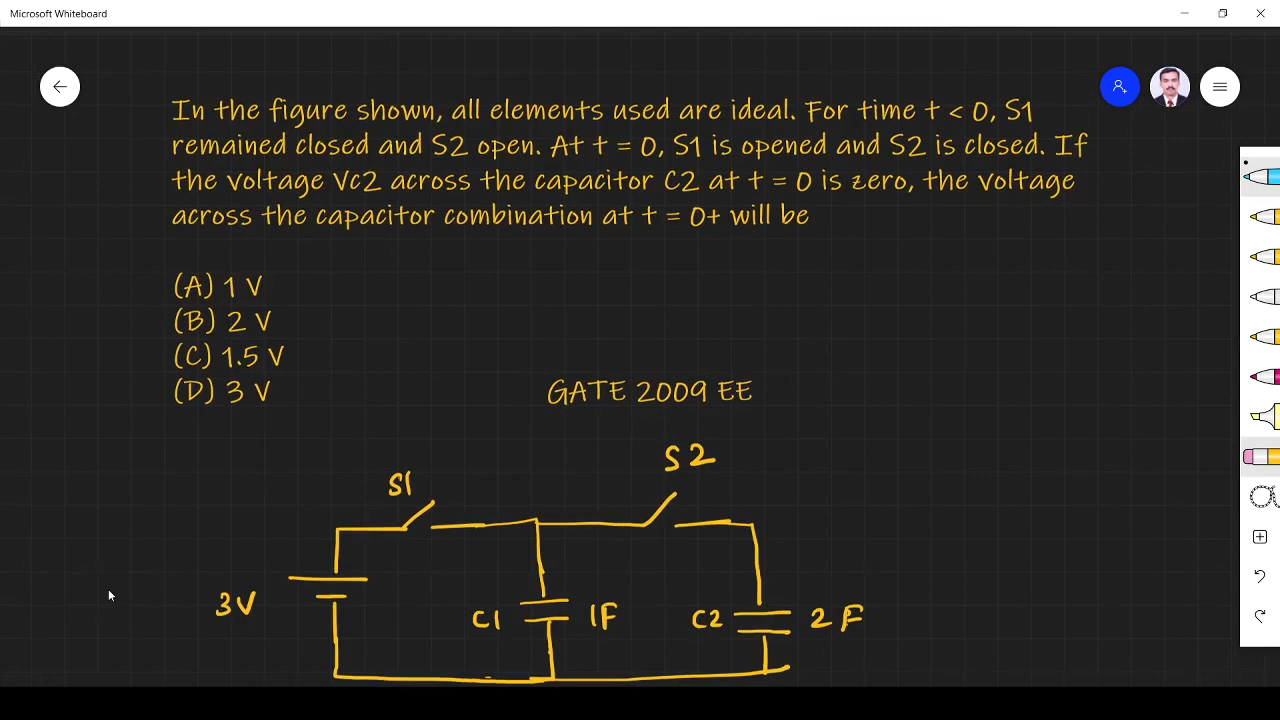 Microsoft Whiteboard
In the figure shown, all elements used are ideal. For time t < 0, S1
remained closed and S2 open. At t = 0, S1 is opened and S2 is closed. If
the voltage Vc2 across the capacitor C2 at t = 0 is zero, the voltage
across the capacitor combination at t = 0+ will be
(A) 1 V
(B) 2 V
(C) 1.5 V
(D) 3 V
GATE 2009 EE
S2
S1
3V
C1
1F
C2
2 F